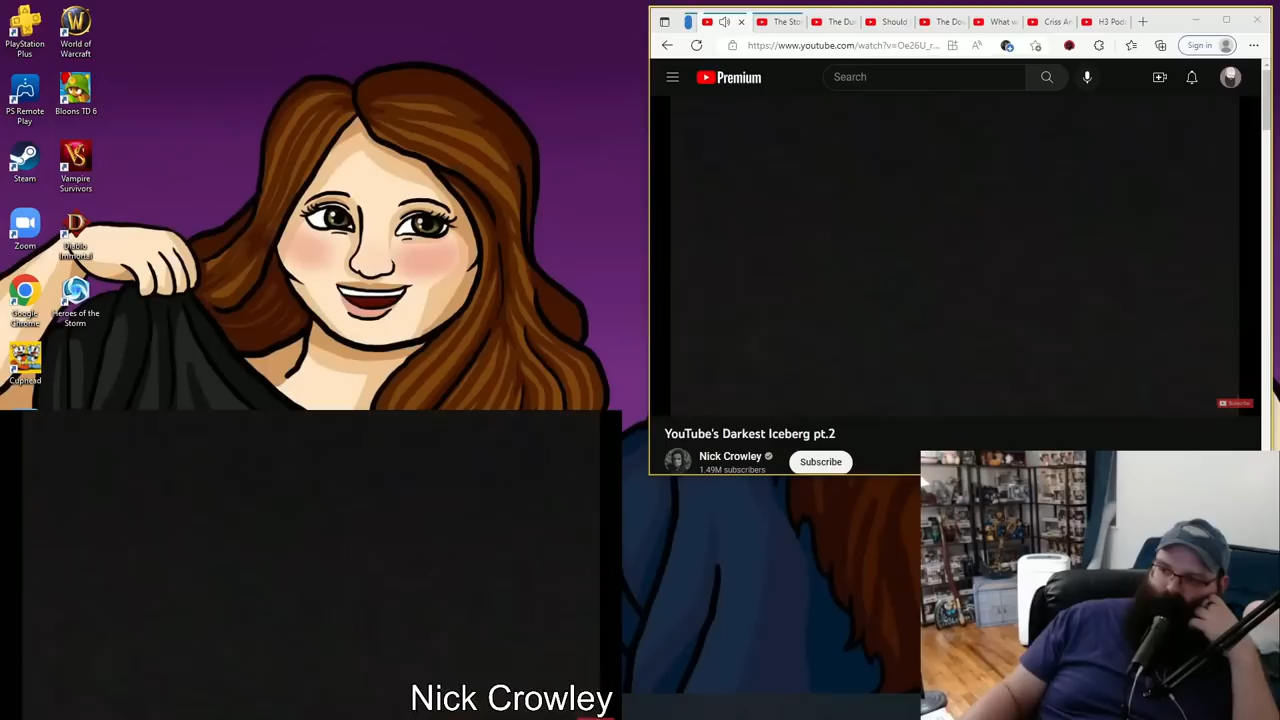 PlayStation
Plus
World of
Warcraft
PS Remote
Play
Bloons TD 6
Steam
Vampire
Survivors
Zoom
Diablo
Immortal
Google
Chrome
Heroes of the
Storm
Cuphead
The Sto
The Du
Should
The Do
What w
Criss A
H3 Pod
https://www.youtube.com/watch?v=Oe26U_r...
Sign in
Premium
Search
Subscribe
YouTube's Darkest Iceberg pt.2
Nick Crowley
1.49M subscribers
Subscribe
Nick Crowley